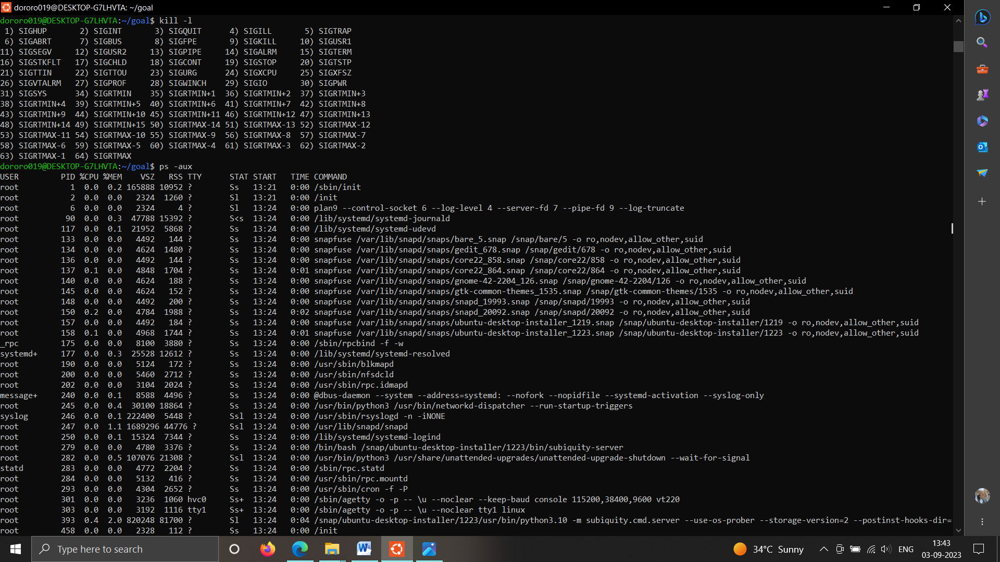 dororo019@DESKTOP-G7LHVTA: ~/goal
dororo019@DESKTOP-G7LHVTA:~/goal$ kill -l
 1) SIGHUP       2) SIGINT       3) SIGQUIT      4) SIGILL       5) SIGTRAP
 6) SIGABRT      7) SIGBUS       8) SIGFPE       9) SIGKILL     10) SIGUSR1
11) SIGSEGV     12) SIGUSR2     13) SIGPIPE     14) SIGALRM     15) SIGTERM
16) SIGSTKFLT   17) SIGCHLD     18) SIGCONT     19) SIGSTOP     20) SIGTSTP
21) SIGTTIN     22) SIGTTOU     23) SIGURG      24) SIGXCPU     25) SIGXFSZ
26) SIGVTALRM   27) SIGPROF     28) SIGWINCH    29) SIGIO       30) SIGPWR
31) SIGSYS      34) SIGRTMIN    35) SIGRTMIN+1  36) SIGRTMIN+2  37) SIGRTMIN+3
38) SIGRTMIN+4  39) SIGRTMIN+5  40) SIGRTMIN+6  41) SIGRTMIN+7  42) SIGRTMIN+8
43) SIGRTMIN+9  44) SIGRTMIN+10 45) SIGRTMIN+11 46) SIGRTMIN+12 47) SIGRTMIN+13
48) SIGRTMIN+14 49) SIGRTMIN+15 50) SIGRTMAX-14 51) SIGRTMAX-13 52) SIGRTMAX-12
53) SIGRTMAX-11 54) SIGRTMAX-10 55) SIGRTMAX-9  56) SIGRTMAX-8  57) SIGRTMAX-7
58) SIGRTMAX-6  59) SIGRTMAX-5  60) SIGRTMAX-4  61) SIGRTMAX-3  62) SIGRTMAX-2
63) SIGRTMAX-1  64) SIGRTMAX
dororo019@DESKTOP-G7LHVTA:~/goal$ ps -aux
USER         PID %CPU %MEM    VSZ   RSS TTY      STAT START   TIME COMMAND
root           1  0.0  0.2 165888 10952 ?        Ss   13:21   0:00 /sbin/init
root           2  0.0  0.0   2324  1260 ?        Sl   13:21   0:00 /init
root           6  0.0  0.0   2324     4 ?        Sl   13:24   0:00 plan9 --control-socket 6 --log-level 4 --server-fd 7 --pipe-fd 9 --log-truncate
root          90  0.0  0.3  47788 15392 ?        S<s  13:24   0:00 /lib/systemd/systemd-journald
root         117  0.0  0.1  21952  5868 ?        Ss   13:24   0:00 /lib/systemd/systemd-udevd
root         133  0.0  0.0   4492   144 ?        Ss   13:24   0:00 snapfuse /var/lib/snapd/snaps/bare_5.snap /snap/bare/5 -o ro,nodev,allow_other,suid
root         134  0.0  0.0   4624  1480 ?        Ss   13:24   0:00 snapfuse /var/lib/snapd/snaps/gedit_678.snap /snap/gedit/678 -o ro,nodev,allow_other,suid
root         136  0.0  0.0   4492   144 ?        Ss   13:24   0:00 snapfuse /var/lib/snapd/snaps/core22_858.snap /snap/core22/858 -o ro,nodev,allow_other,suid
root         137  0.1  0.0   4848  1704 ?        Ss   13:24   0:01 snapfuse /var/lib/snapd/snaps/core22_864.snap /snap/core22/864 -o ro,nodev,allow_other,suid
root         140  0.0  0.0   4624   188 ?        Ss   13:24   0:00 snapfuse /var/lib/snapd/snaps/gnome-42-2204_126.snap /snap/gnome-42-2204/126 -o ro,nodev,allow_other,suid
root         145  0.0  0.0   4624   152 ?        Ss   13:24   0:00 snapfuse /var/lib/snapd/snaps/gtk-common-themes_1535.snap /snap/gtk-common-themes/1535 -o ro,nodev,allow_other,suid
root         148  0.0  0.0   4492   200 ?        Ss   13:24   0:00 snapfuse /var/lib/snapd/snaps/snapd_19993.snap /snap/snapd/19993 -o ro,nodev,allow_other,suid
root         150  0.2  0.0   4784  1988 ?        Ss   13:24   0:02 snapfuse /var/lib/snapd/snaps/snapd_20092.snap /snap/snapd/20092 -o ro,nodev,allow_other,suid
root         157  0.0  0.0   4492   184 ?        Ss   13:24   0:00 snapfuse /var/lib/snapd/snaps/ubuntu-desktop-installer_1219.snap /snap/ubuntu-desktop-installer/1219 -o ro,nodev,allow_other,suid
root         158  0.1  0.0   4968  1744 ?        Ss   13:24   0:01 snapfuse /var/lib/snapd/snaps/ubuntu-desktop-installer_1223.snap /snap/ubuntu-desktop-installer/1223 -o ro,nodev,allow_other,suid
_rpc         175  0.0  0.0   8100  3880 ?        Ss   13:24   0:00 /sbin/rpcbind -f -w
systemd+     177  0.0  0.3  25528 12612 ?        Ss   13:24   0:00 /lib/systemd/systemd-resolved
root         190  0.0  0.0   5124   172 ?        Ss   13:24   0:00 /usr/sbin/blkmapd
root         200  0.0  0.0   5460  2712 ?        Ss   13:24   0:00 /usr/sbin/nfsdcld
root         202  0.0  0.0   3104  2024 ?        Ss   13:24   0:00 /usr/sbin/rpc.idmapd
message+     240  0.0  0.1   8588  4496 ?        Ss   13:24   0:00 @dbus-daemon --system --address=systemd: --nofork --nopidfile --systemd-activation --syslog-only
root         245  0.0  0.4  30100 18864 ?        Ss   13:24   0:00 /usr/bin/python3 /usr/bin/networkd-dispatcher --run-startup-triggers
syslog       246  0.0  0.1 222400  5448 ?        Ssl  13:24   0:00 /usr/sbin/rsyslogd -n -iNONE
root         247  0.0  1.1 1689296 44776 ?       Ssl  13:24   0:00 /usr/lib/snapd/snapd
root         250  0.0  0.1  15324  7344 ?        Ss   13:24   0:00 /lib/systemd/systemd-logind
root         279  0.0  0.0   4780  3376 ?        Ss   13:24   0:00 /bin/bash /snap/ubuntu-desktop-installer/1223/bin/subiquity-server
root         282  0.0  0.5 107076 21308 ?        Ssl  13:24   0:00 /usr/bin/python3 /usr/share/unattended-upgrades/unattended-upgrade-shutdown --wait-for-signal
statd        283  0.0  0.0   4772  2204 ?        Ss   13:24   0:00 /sbin/rpc.statd
root         284  0.0  0.0   5132   416 ?        Ss   13:24   0:00 /usr/sbin/rpc.mountd
root         293  0.0  0.0   4304  2652 ?        Ss   13:24   0:00 /usr/sbin/cron -f -P
root         301  0.0  0.0   3236  1060 hvc0     Ss+  13:24   0:00 /sbin/agetty -o -p -- \u --noclear --keep-baud console 115200,38400,9600 vt220
root         303  0.0  0.0   3192  1116 tty1     Ss+  13:24   0:00 /sbin/agetty -o -p -- \u --noclear tty1 linux
root         393  0.4  2.0 820248 81700 ?        Sl   13:24   0:04 /snap/ubuntu-desktop-installer/1223/usr/bin/python3.10 -m subiquity.cmd.server --use-os-prober --storage-version=2 --postinst-hooks-dir=
root         458  0.0  0.0   2328   112 ?        Ss   13:24   0:00 /init
Type here to search
34°C Sunny
ENG
13:43
03-09-2023